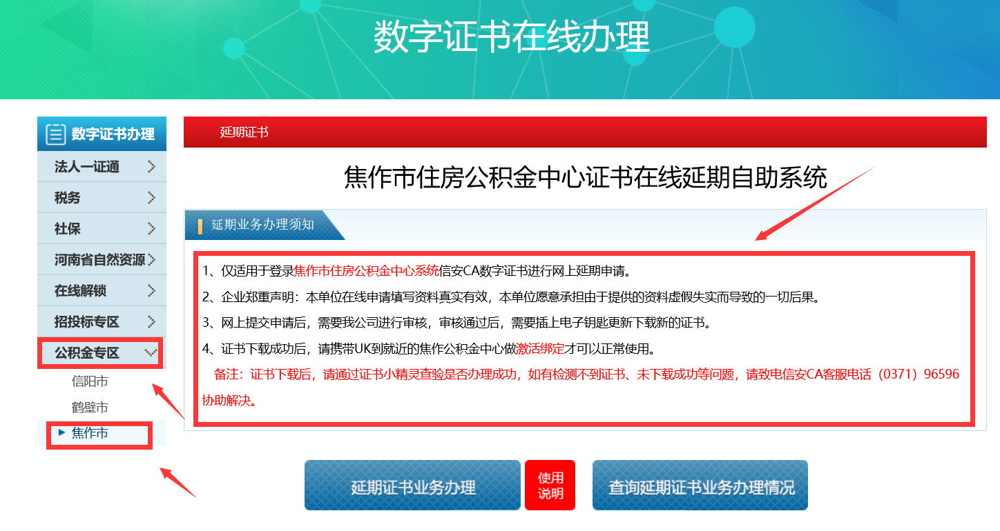 数字证书在线办理
数字证书办理
法人一证通
税务
社保
河南省自然资源
在线解锁
招投标专区
公积金专区
信阳市
鹤壁市
焦作市
延期证书
焦作市住房公积金中心证书在线延期自助系统
延期业务办理须知
1、仅适用于登录焦作市住房公积金中心系统信安CA数字证书进行网上延期申请。
2、企业郑重声明：本单位在线申请填写资料真实有效，本单位愿意承担由于提供的资料虚假失实而导致的一切后果。
3、网上提交申请后，需要我公司进行审核，审核通过后，需要插上电子钥匙更新下载新的证书。
4、证书下载成功后，请携带UK到就近的焦作公积金中心做激活绑定才可以正常使用。
备注：证书下载后，请通过证书小精灵查验是否办理成功，如有检测不到证书、未下载成功等问题，请致电信安CA客服电话（0371）96596
协助解决。
延期证书业务办理
使用
说明
查询延期证书业务办理情况